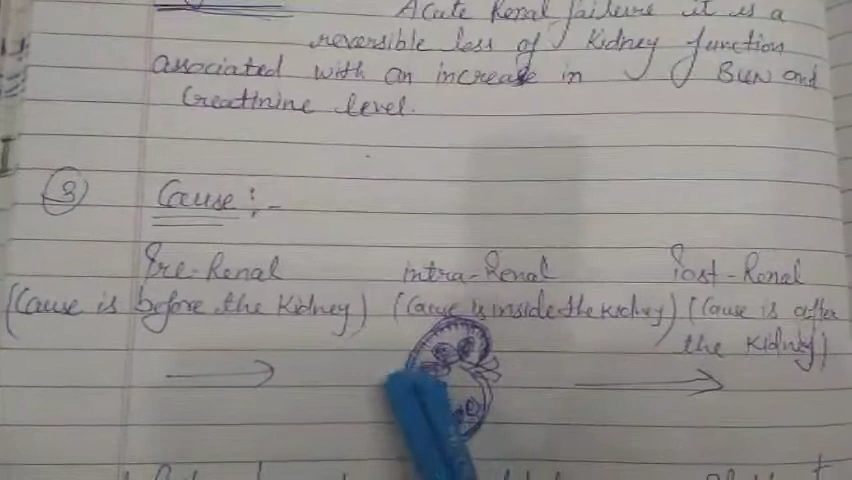 Acute Renal failure it is a
reversible loss of kidney function
associated with an increase in BUN and
Creatinine level.
3 Cause :-
Pre-Renal intra-Renal Post-Renal
(Cause is before the kidney) (Cause is inside the kidney) (Cause is after
the kidney)